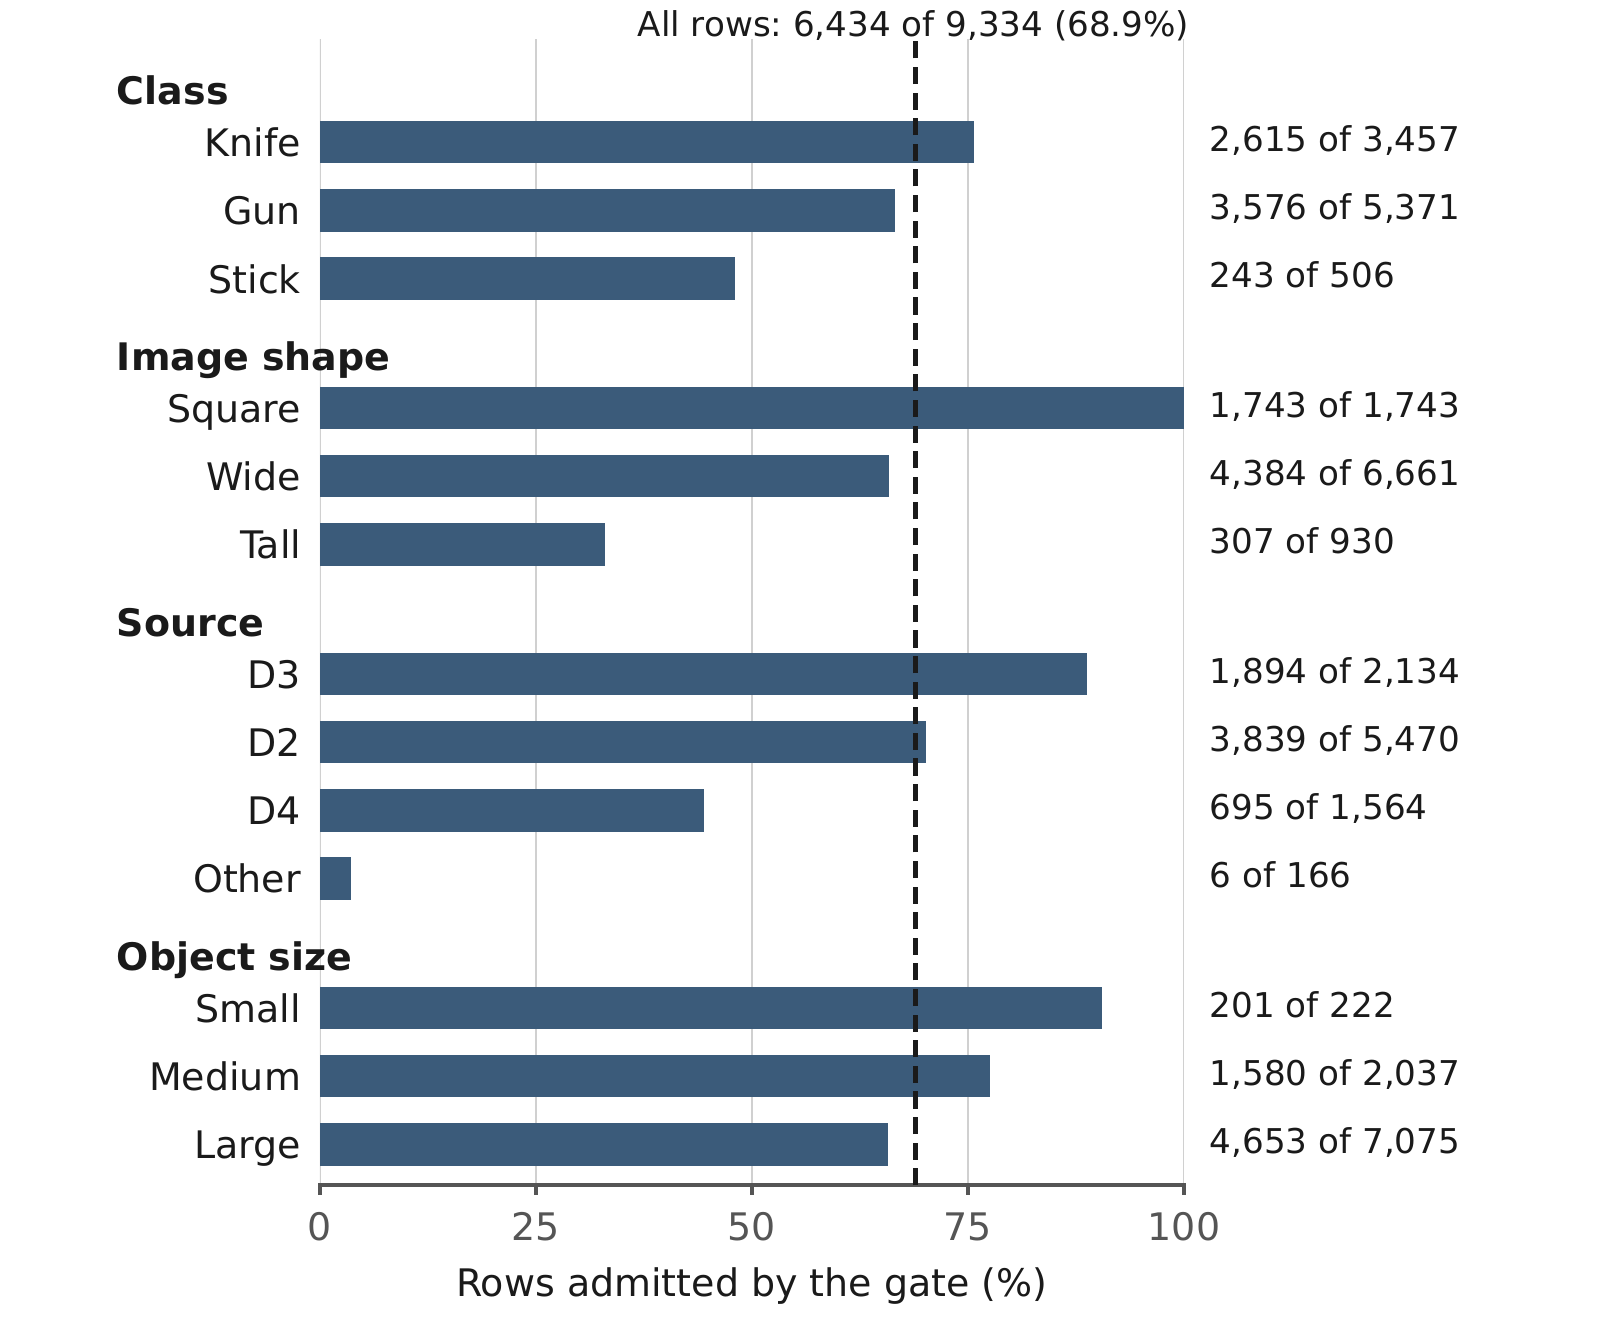 All rows: 6,434 of 9,334 (68.9%)
Class
Knife 2,615 of 3,457
Gun 3,576 of 5,371
Stick 243 of 506
Image shape
Square 1,743 of 1,743
Wide 4,384 of 6,661
Tall 307 of 930
Source
D3 1,894 of 2,134
D2 3,839 of 5,470
D4 695 of 1,564
Other 6 of 166
Object size
Small 201 of 222
Medium 1,580 of 2,037
Large 4,653 of 7,075
0 25 50 75 100
Rows admitted by the gate (%)